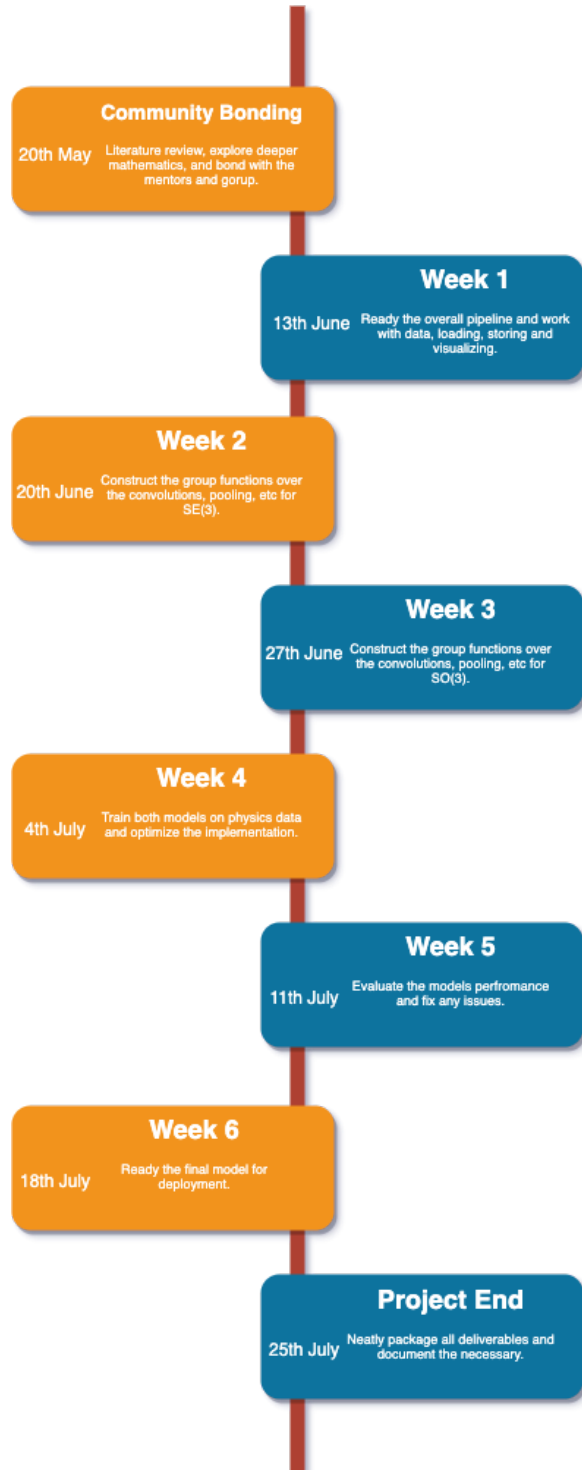 Community Bonding
20th May
Literature review, explore deeper
mathematics, and bond with the
mentors and gorup.
Week 1
13th June
Ready the overall pipeline and work
with data, loading, storing and
visualizing.
Week 2
20th June
Construct the group functions over
the convolutions, pooling, etc for
SE(3).
Week 3
27th June
Construct the group functions over
the convolutions, pooling, etc for
SO(3).
Week 4
4th July
Train both models on physics data
and optimize the implementation.
Week 5
11th July
Evaluate the models perfromance
and fix any issues.
Week 6
18th July
Ready the final model for
deployment.
Project End
25th July
Neatly package all deliverables and
document the necessary.